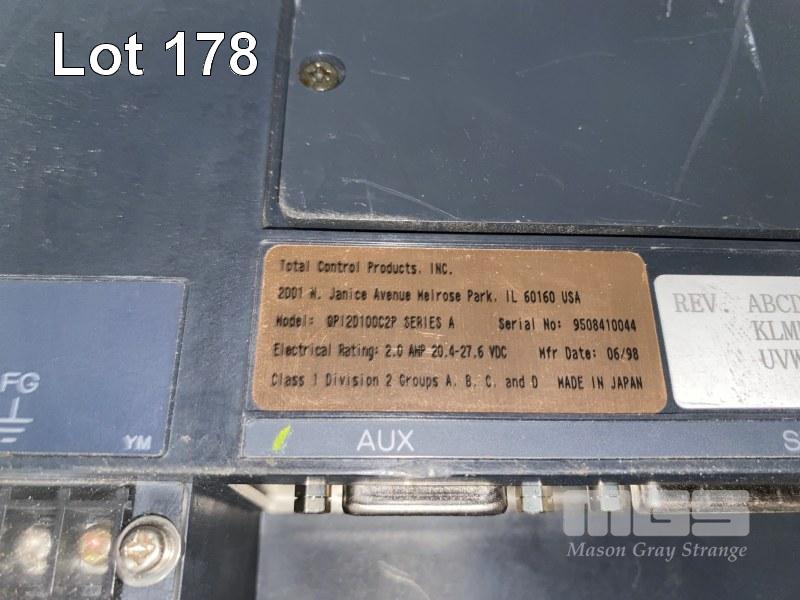 Lot 178
Total Control Products, INC.
2001 N. Janice Avenue Melrose Park, IL 60160 USA
Model: QPI2D100C2P SERIES A Serial No: 9508410044
Electrical Rating: 2.0 AMP 20.4-27.6 VDC Mfr Date: 06/98
Class 1 Division 2 Groups A, B, C, and D MADE IN JAPAN
REV. ABCD
KLM
UVW
FG
YM
AUX
S
MGS
Mason Gray Strange